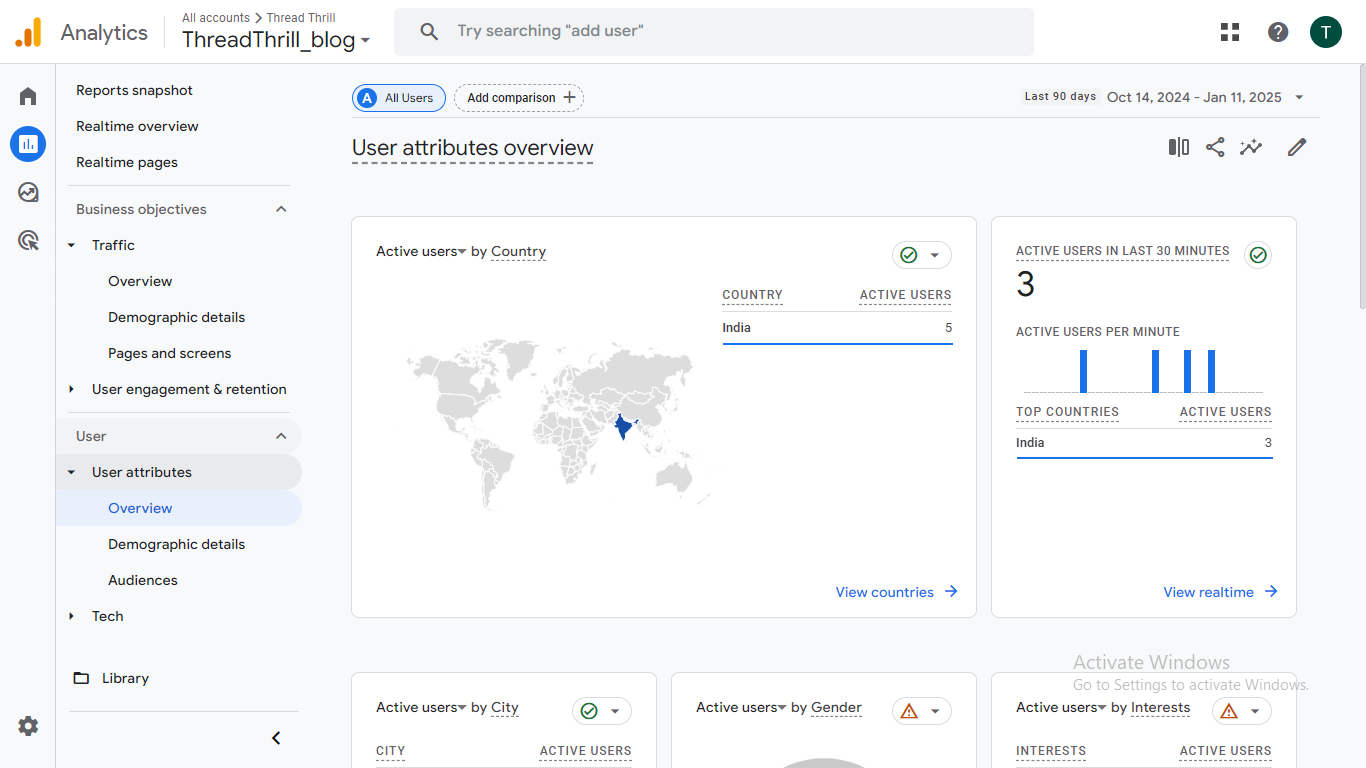 Analytics
All accounts > Thread Thrill
ThreadThrill_blog
Try searching "add user"
T
Reports snapshot
Realtime overview
Realtime pages
Business objectives
Traffic
Overview
Demographic details
Pages and screens
User engagement & retention
User
User attributes
Overview
Demographic details
Audiences
Tech
Library
A All Users
Add comparison +
Last 90 days Oct 14, 2024 - Jan 11, 2025
User attributes overview
Active users by Country
COUNTRY ACTIVE USERS
India 5
View countries
ACTIVE USERS IN LAST 30 MINUTES
3
ACTIVE USERS PER MINUTE
TOP COUNTRIES ACTIVE USERS
India 3
View realtime
Active users by City
CITY ACTIVE USERS
Active users by Gender
Active users by Interests
INTERESTS ACTIVE USERS
Activate Windows
Go to Settings to activate Windows.